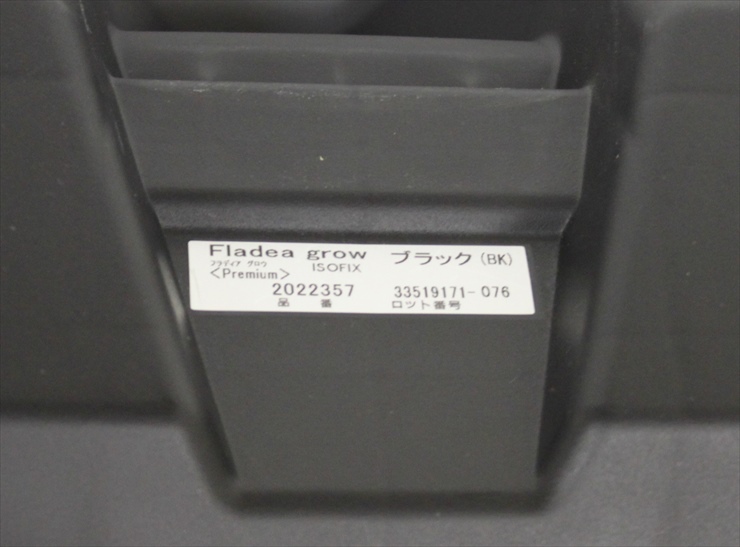 Fladea grow ブラック(BK)
フラディア グロウ ISOFIX
<Premium>
2022357 33519171-076
品番 ロット番号